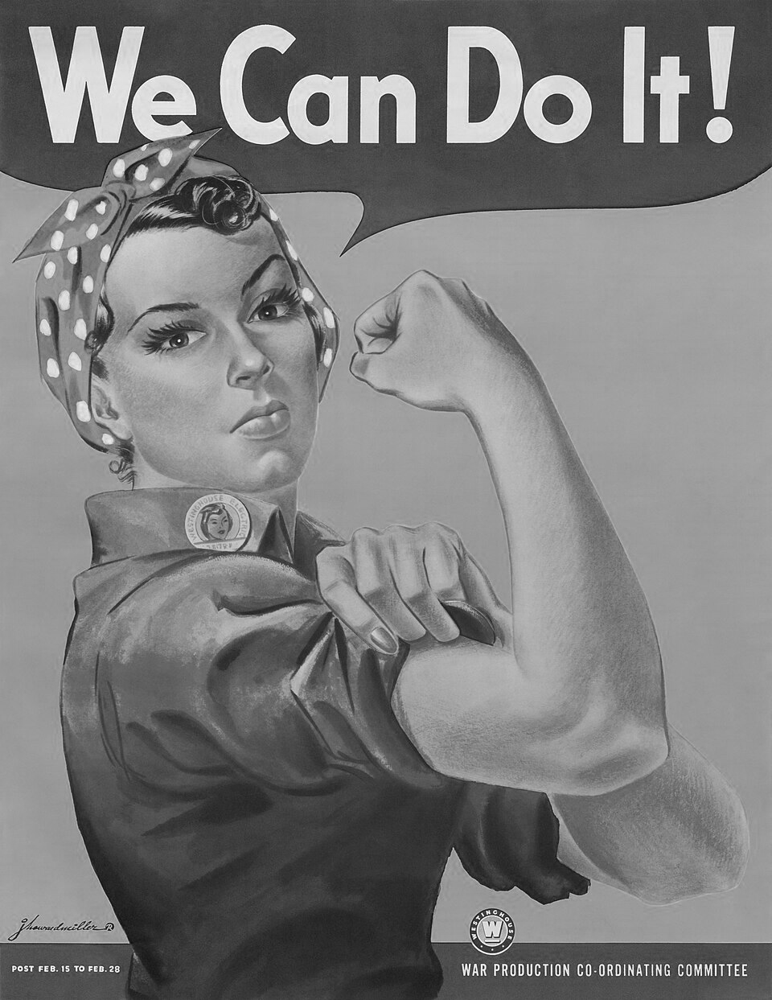 We Can Do It!
WESTINGHOUSE ELECTRIC
J. Howard Miller
WESTINGHOUSE
W
POST FEB. 15 TO FEB. 28
WAR PRODUCTION CO-ORDINATING COMMITTEE